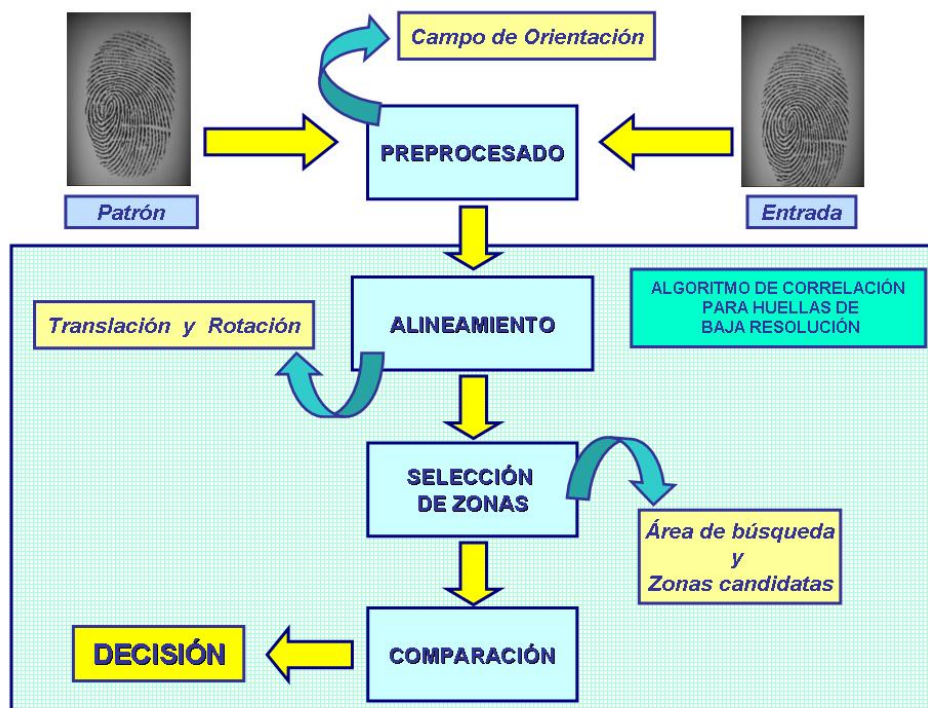 Campo de Orientación
PREPROCESADO
Patrón
Entrada
ALGORITMO DE CORRELACIÓN
PARA HUELLAS DE
BAJA RESOLUCIÓN
Translación y Rotación
ALINEAMIENTO
SELECCIÓN
DE ZONAS
Área de búsqueda
y
Zonas candidatas
DECISIÓN
COMPARACIÓN